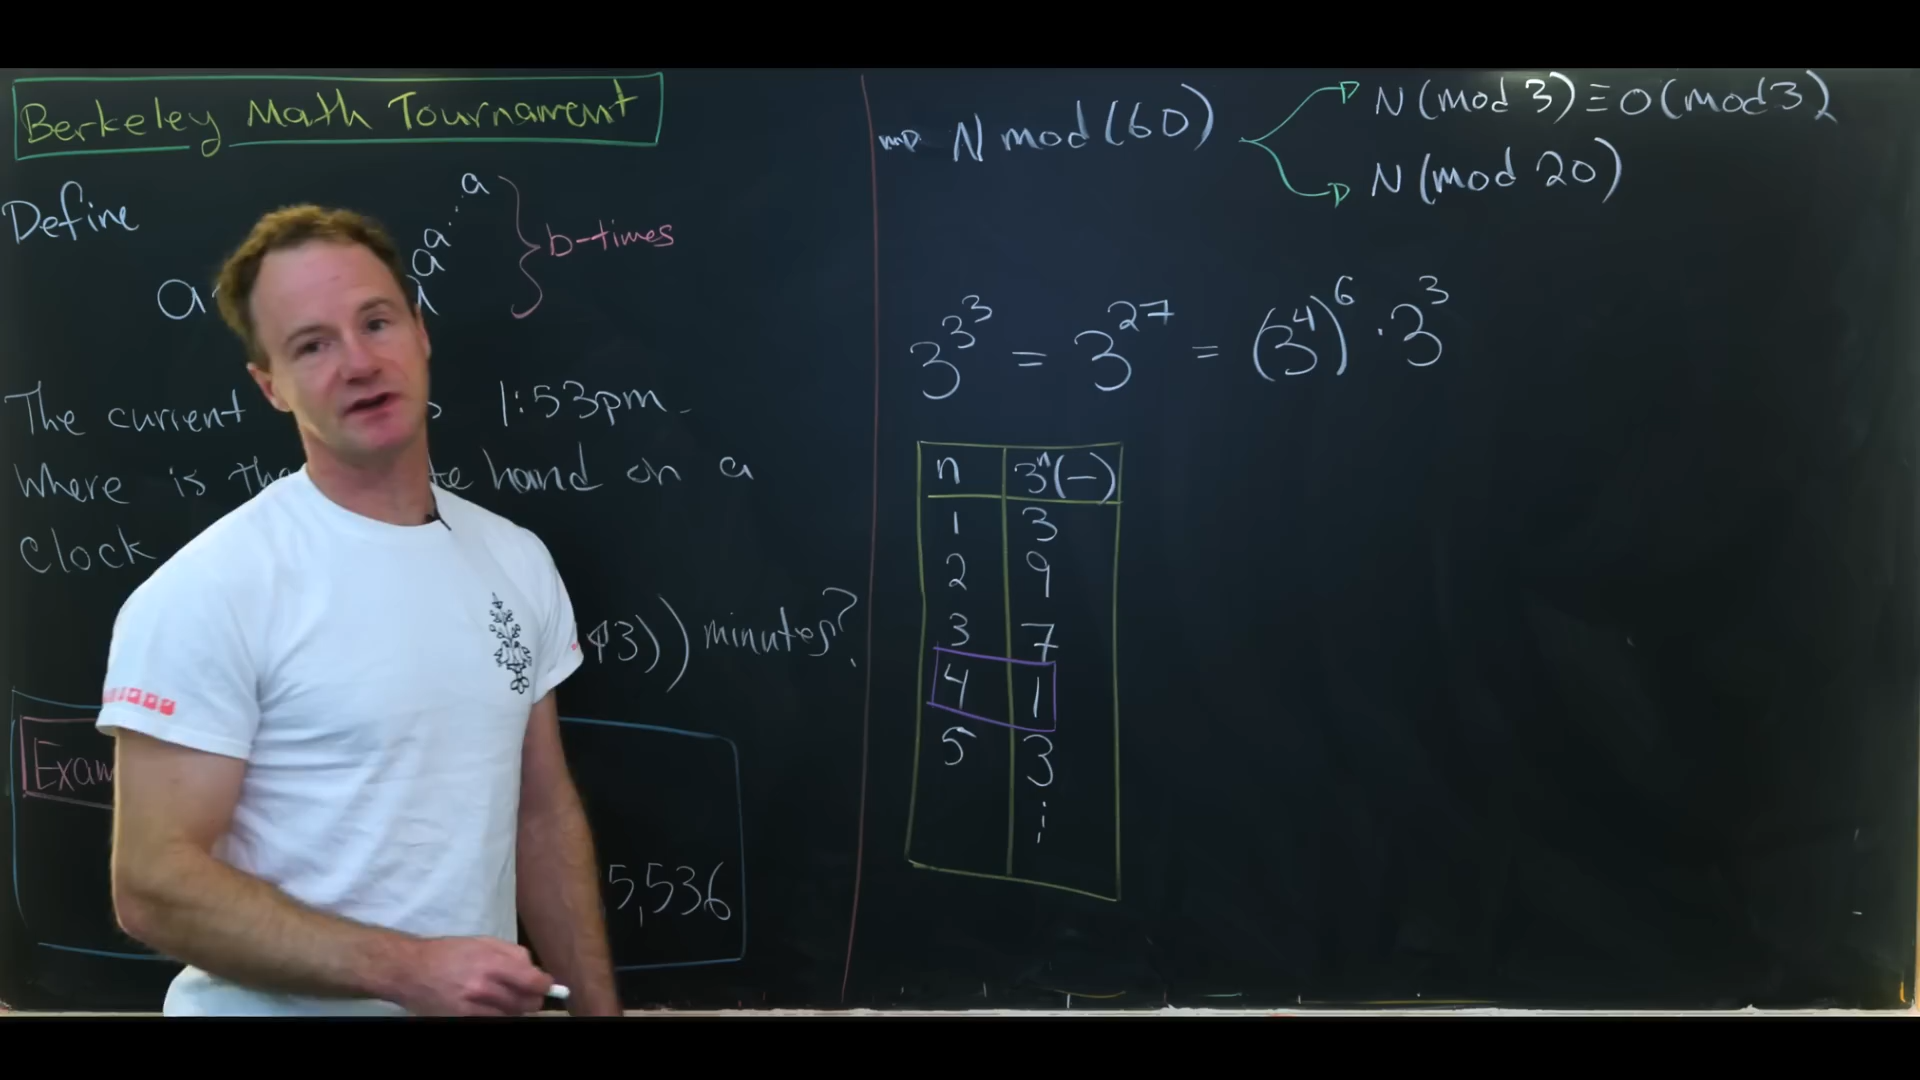 Berkeley Math Tournament
Define
a
a
a
a
b-times
The current 1:53pm.
Where is hand on a
Clock
43)) minutes?
5,536
N mod (60)
N (mod 3) ≡ 0 (mod 3)
N (mod 20)
3^3^3 = 3^27 = (3^4)^6 · 3^3
n 3^n(-)
1 3
2 9
3 7
4 1
5 3
⋮